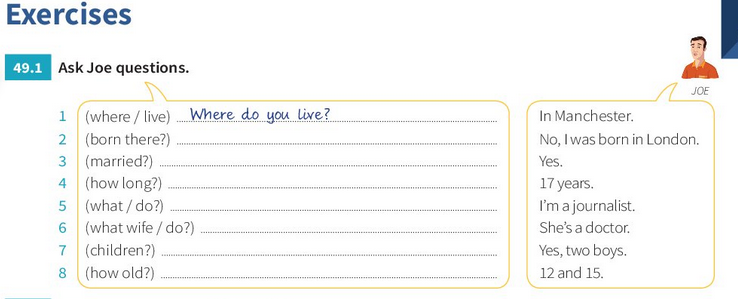 Exercises
49.1 Ask Joe questions.
JOE
1 (where / live) Where do you live? In Manchester.
2 (born there?) No, I was born in London.
3 (married?) Yes.
4 (how long?) 17 years.
5 (what / do?) I'm a journalist.
6 (what wife / do?) She's a doctor.
7 (children?) Yes, two boys.
8 (how old?) 12 and 15.